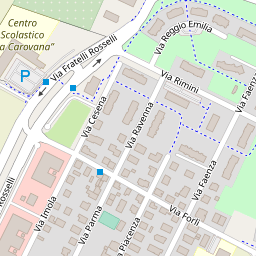 Centro
Scolastico
Carovana"
P
Via Fratelli Rosselli
Via Reggio Emilia
Via Rimini
Via Faenza
Via Cesena
Via Ravenna
Via Faenza
Via Imola
Via Parma
Via Piacenza
Via Forlì
Rosselli